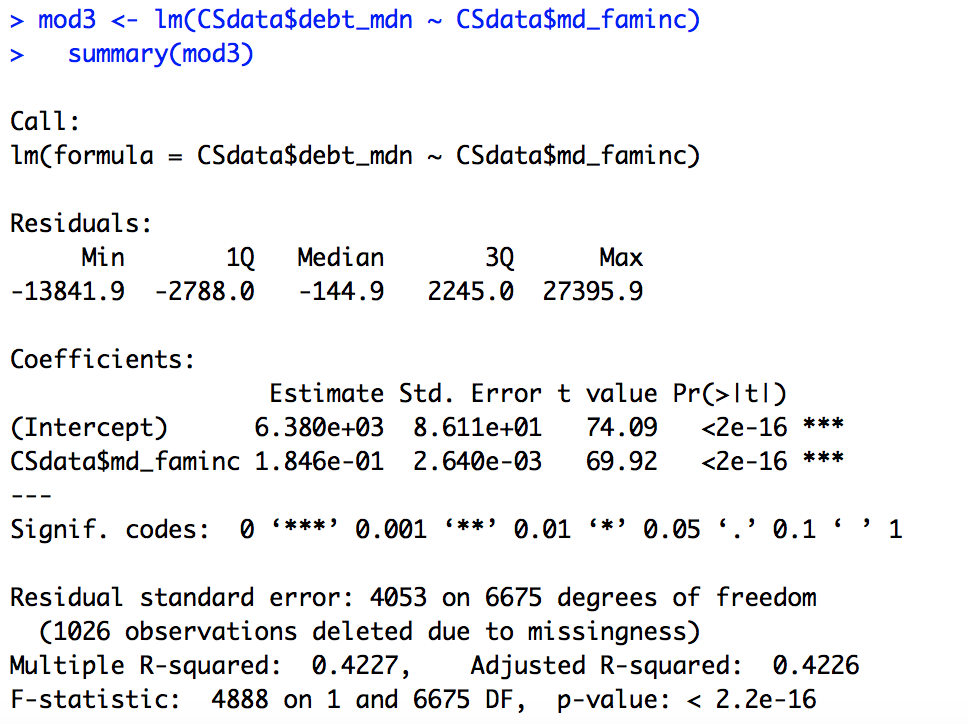 > mod3 <- lm(CSdata$debt_mdn ~ CSdata$md_faminc)
>   summary(mod3)

Call:
lm(formula = CSdata$debt_mdn ~ CSdata$md_faminc)

Residuals:
     Min       1Q   Median       3Q      Max
-13841.9  -2788.0   -144.9   2245.0  27395.9

Coefficients:
                  Estimate Std. Error t value Pr(>|t|)
(Intercept)      6.380e+03  8.611e+01   74.09   <2e-16 ***
CSdata$md_faminc 1.846e-01  2.640e-03   69.92   <2e-16 ***
---
Signif. codes:  0 ‘***’ 0.001 ‘**’ 0.01 ‘*’ 0.05 ‘.’ 0.1 ‘ ’ 1

Residual standard error: 4053 on 6675 degrees of freedom
  (1026 observations deleted due to missingness)
Multiple R-squared:  0.4227,    Adjusted R-squared:  0.4226
F-statistic:  4888 on 1 and 6675 DF,  p-value: < 2.2e-16